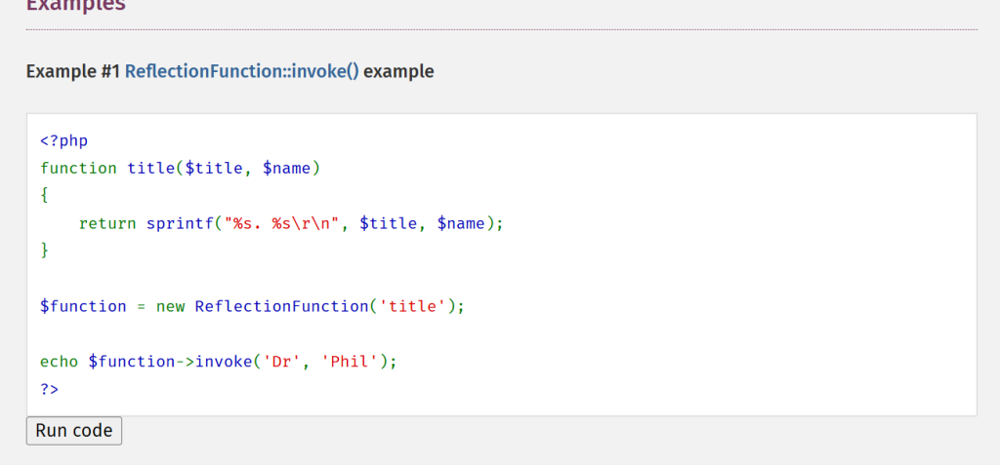 Examples
Example #1 ReflectionFunction::invoke() example
<?php
function title($title, $name)
{
    return sprintf("%s. %s\r\n", $title, $name);
}
$function = new ReflectionFunction('title');
echo $function->invoke('Dr', 'Phil');
?>
Run code